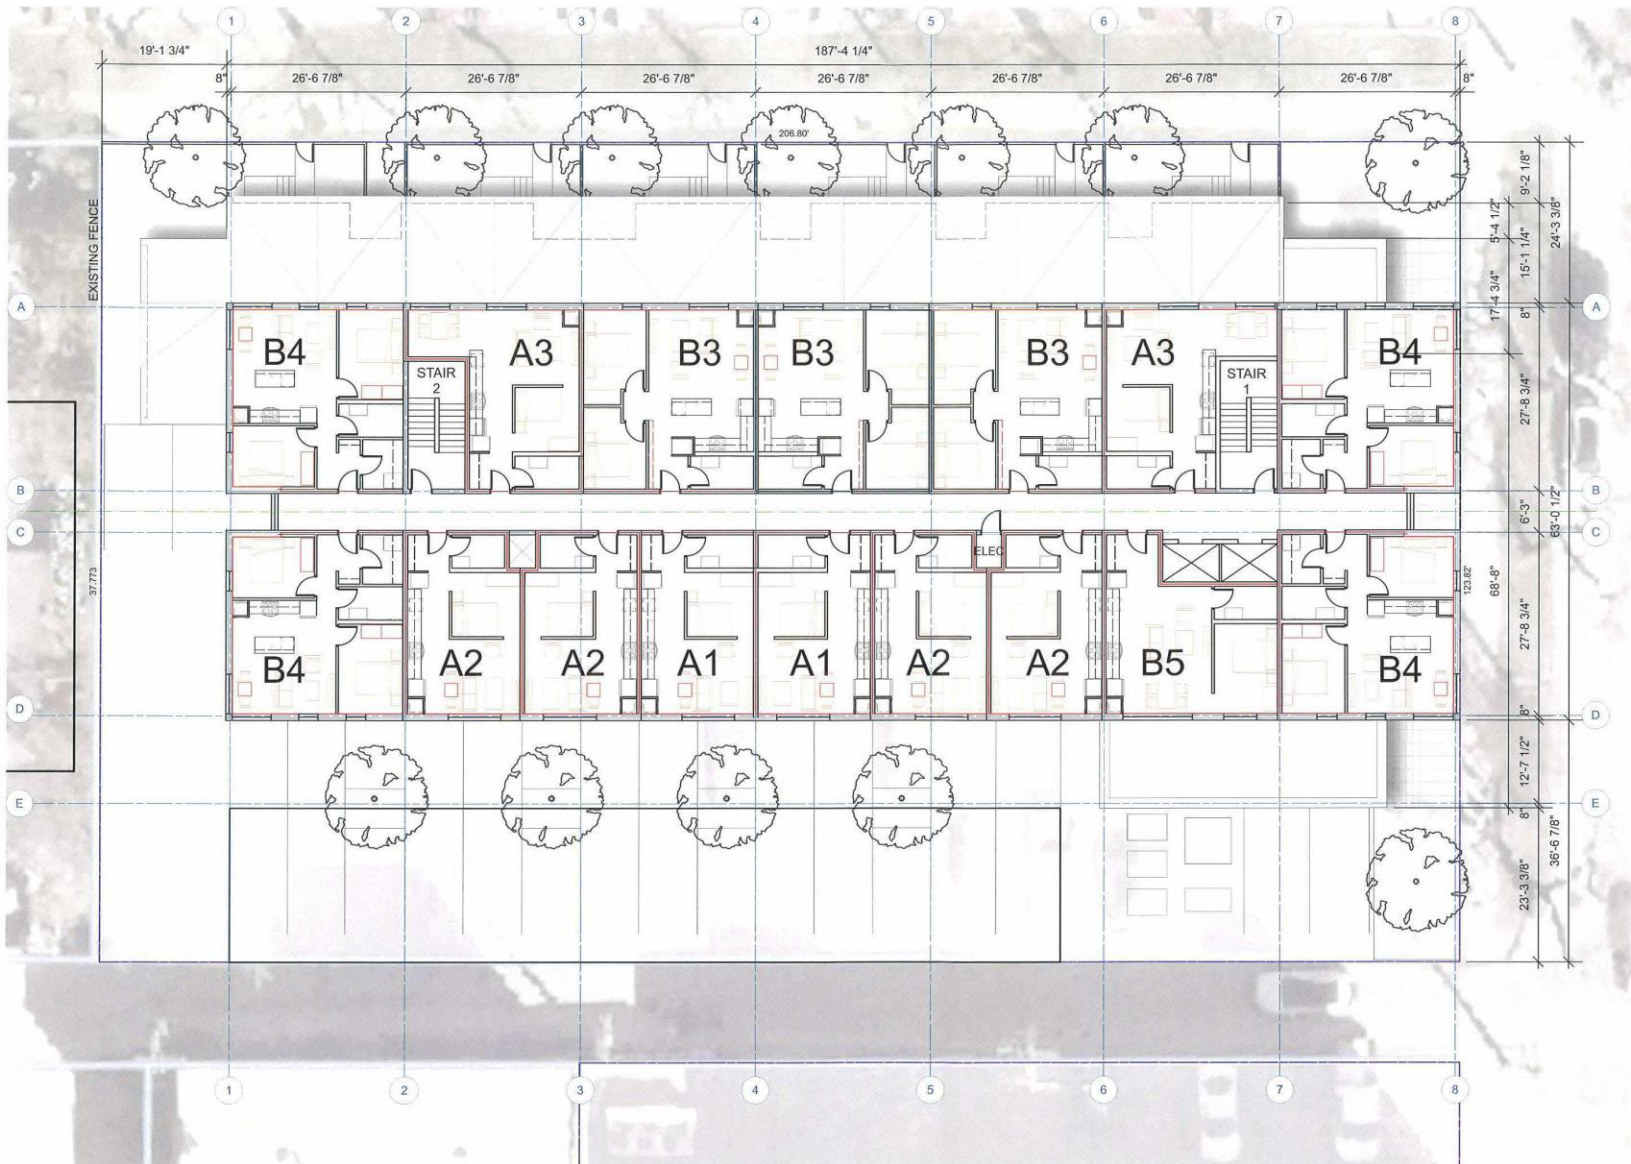 1 2 3 4 5 6 7 8
19'-1 3/4" 187'-4 1/4"
8" 26'-6 7/8" 26'-6 7/8" 26'-6 7/8" 26'-6 7/8" 26'-6 7/8" 26'-6 7/8" 26'-6 7/8" 8"
206.80'
EXISTING FENCE
9'-2 1/8"
5'-4 1/2"
24'-3 3/8"
15'-1 1/4"
17'-4 3/4"
A A
8"
B4 A3 B3 B3 B3 A3 B4
STAIR
2
STAIR
1
27'-8 3/4"
B B
6'-3"
63'-0 1/2"
C C
ELEC
37.773
123.82'
68'-8"
27'-8 3/4"
B4 A2 A2 A1 A1 A2 A2 B5 B4
8"
D D
12'-7 1/2"
E E
8"
36'-6 7/8"
23'-3 3/8"
1 2 3 4 5 6 7 8